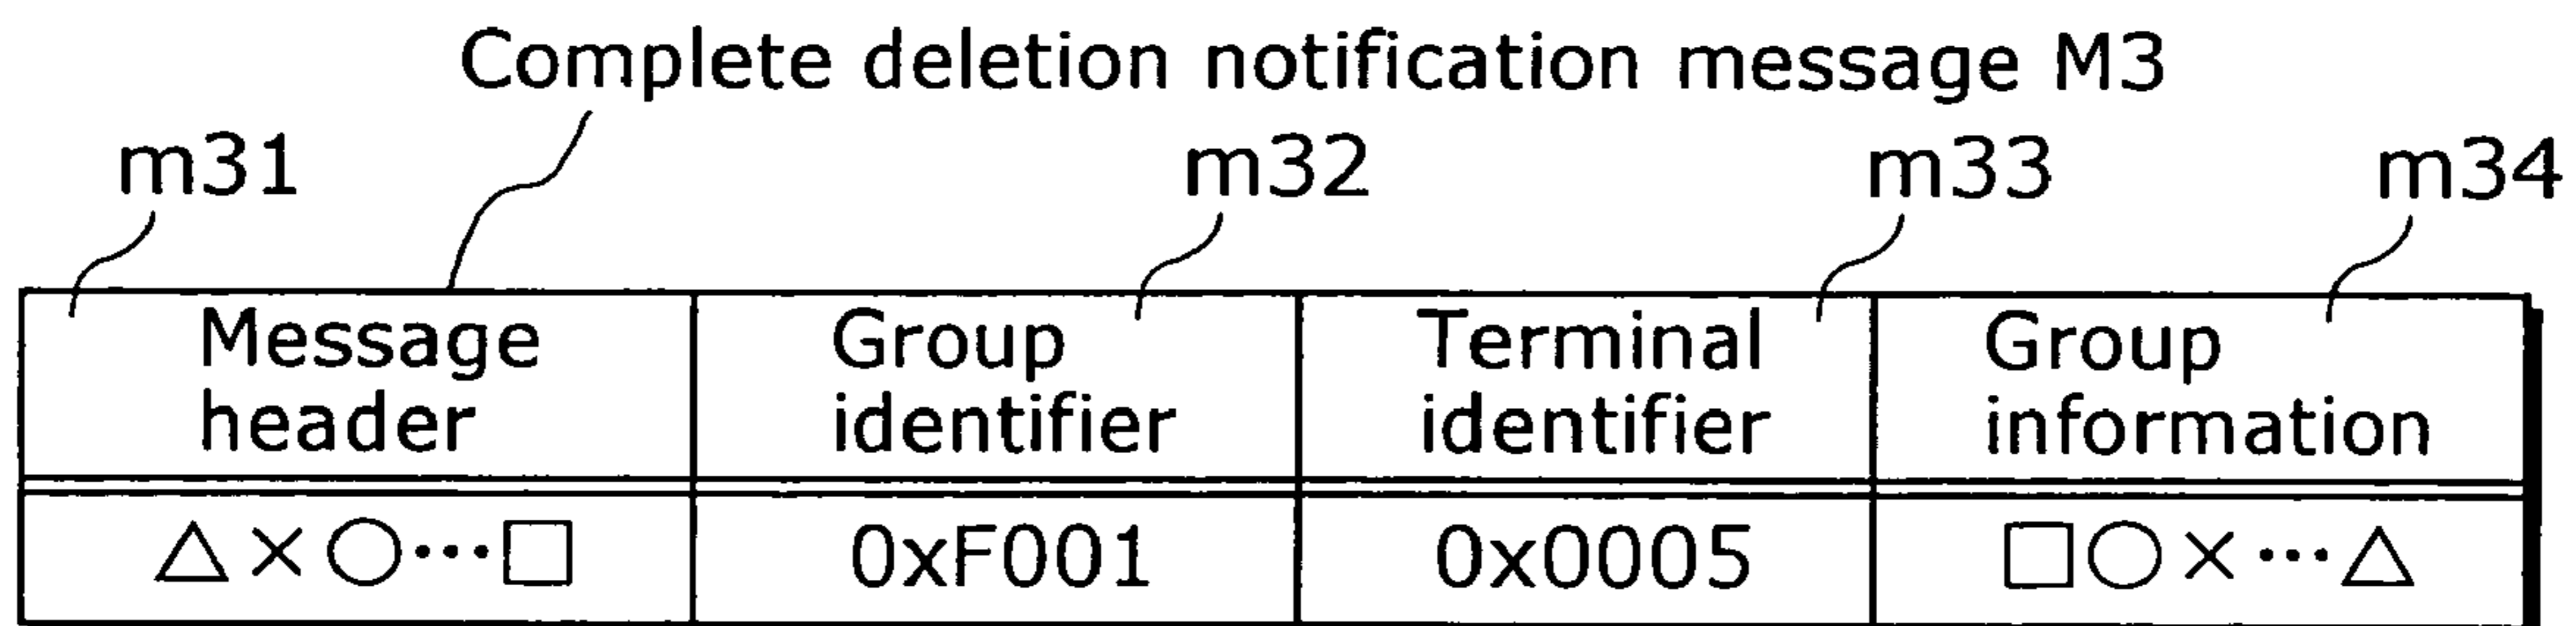 Complete deletion notification message M3
m31 m32 m33 m34
Message header Group identifier Terminal identifier Group information
△×○…□ 0xF001 0x0005 □○×…△